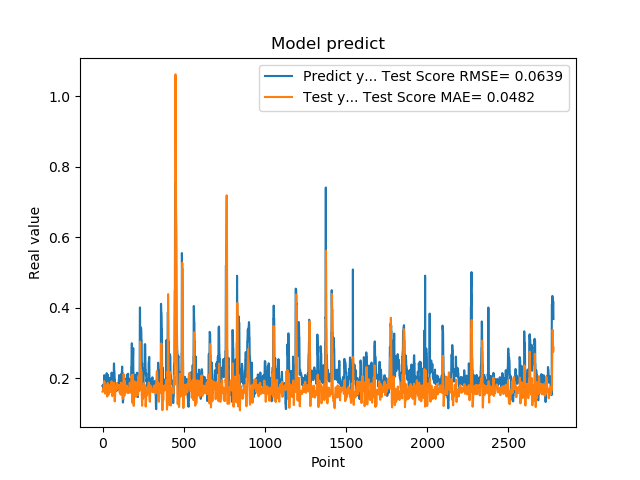 Model predict
Predict y... Test Score RMSE= 0.0639
Test y... Test Score MAE= 0.0482
Real value
1.0
0.8
0.6
0.4
0.2
0 500 1000 1500 2000 2500
Point